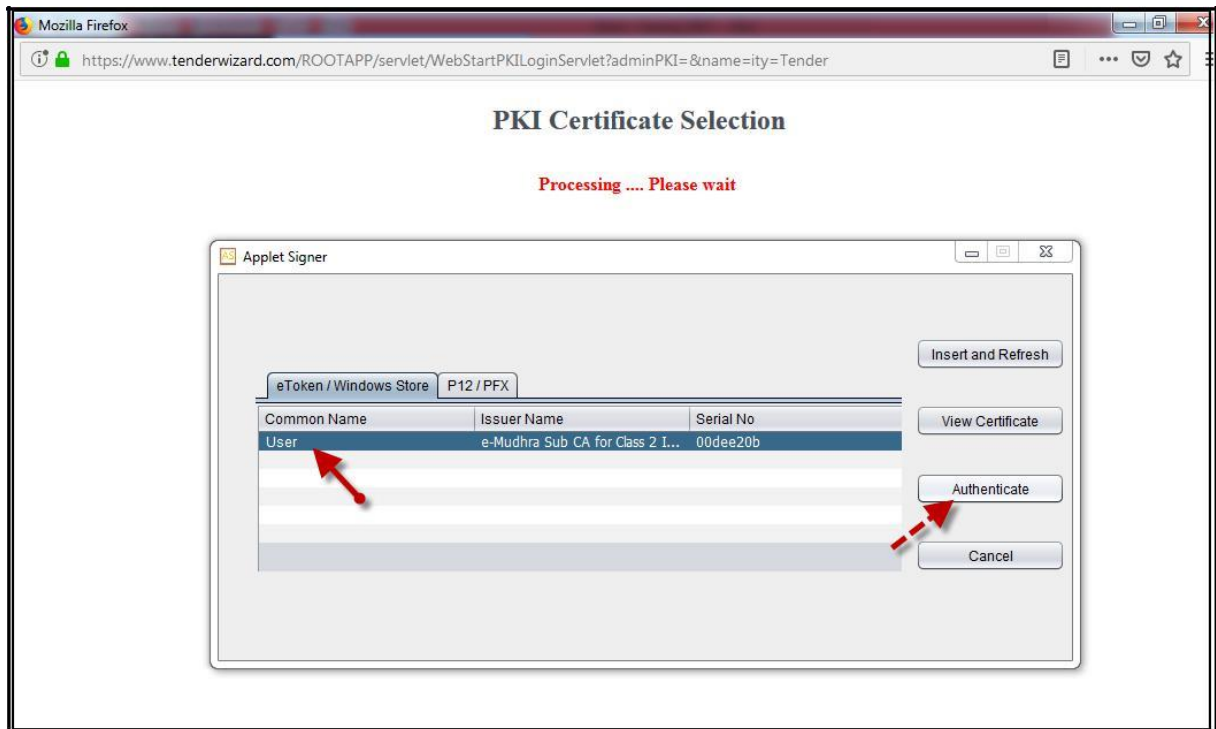 Mozilla Firefox
https://www.tenderwizard.com/ROOTAPP/servlet/WebStartPKILoginServlet?adminPKI=&name=ity=Tender
PKI Certificate Selection
Processing .... Please wait
AS Applet Signer
Insert and Refresh
eToken / Windows Store P12 / PFX
Common Name Issuer Name Serial No
View Certificate
User e-Mudhra Sub CA for Class 2 I... 00dee20b
Authenticate
Cancel